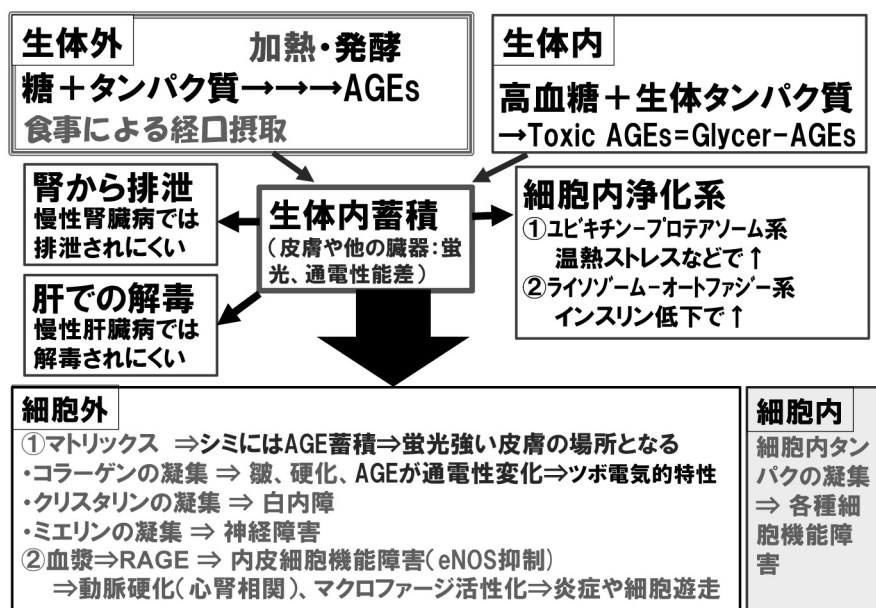 生体外
加熱・発酵
糖＋タンパク質→→→AGEs
食事による経口摂取
生体内
高血糖＋生体タンパク質
→Toxic AGEs=Glycer-AGEs
腎から排泄
慢性腎臓病では
排泄されにくい
生体内蓄積
（皮膚や他の臓器：蛍
光、通電性能差）
細胞内浄化系
①ユビキチン-プロテアソーム系
温熱ストレスなどで↑
②ライソゾーム-オートファジー系
インスリン低下で↑
肝での解毒
慢性肝臓病では
解毒されにくい
細胞外
①マトリックス ⇒シミにはAGE蓄積⇒蛍光強い皮膚の場所となる
・コラーゲンの凝集 ⇒ 皺、硬化、AGEが通電性変化⇒ツボ電気的特性
・クリスタリンの凝集 ⇒ 白内障
・ミエリンの凝集 ⇒ 神経障害
②血漿⇒RAGE ⇒ 内皮細胞機能障害（eNOS抑制）
⇒動脈硬化（心腎相関）、マクロファージ活性化⇒炎症や細胞遊走
細胞内
細胞内タン
パクの凝集
⇒ 各種細
胞機能障
害